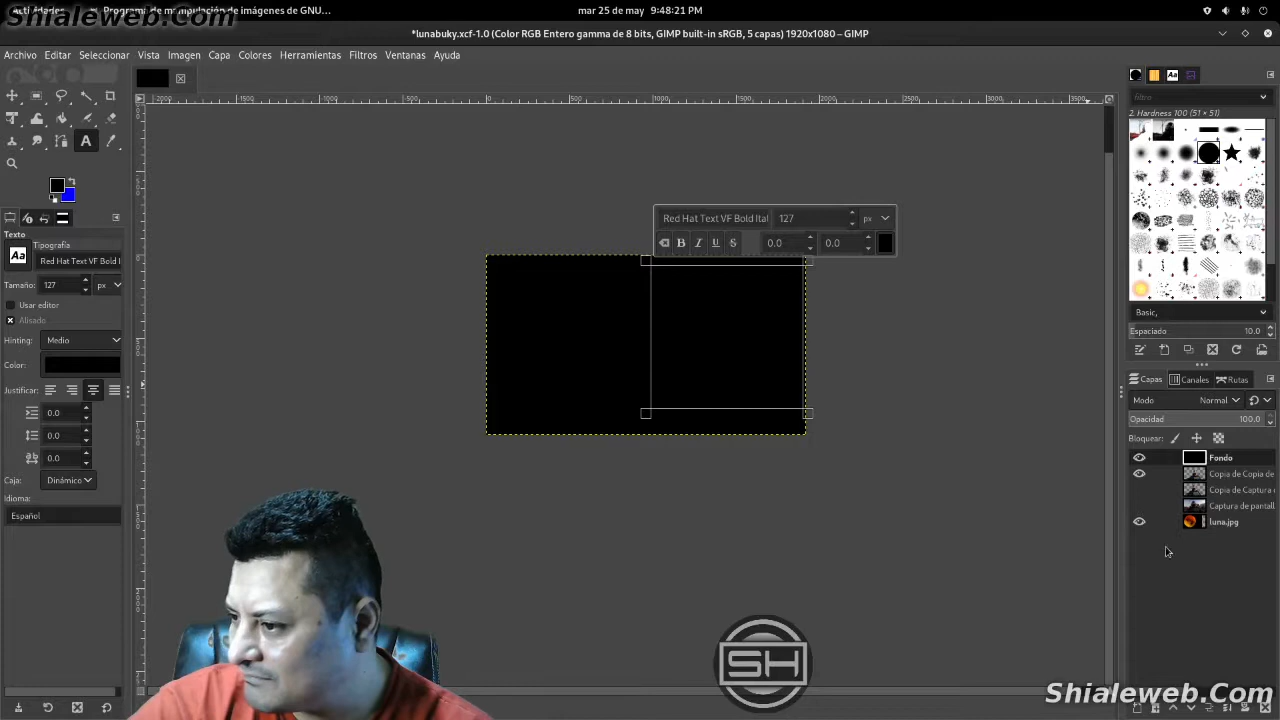 Actividades
Programa de manipulación de imágenes de GNU...
mar 25 de may  9:48:21 PM
Shialeweb.Com
*lunabuky.xcf-1.0 (Color RGB Entero gamma de 8 bits, GIMP built-in sRGB, 5 capas) 1920x1080 – GIMP
Archivo Editar Seleccionar Vista Imagen Capa Colores Herramientas Filtros Ventanas Ayuda
filtro
2. Hardness 100 (51 × 51)
Red Hat Text VF Bold Ital 127 px
0.0 0.0
Texto
Tipografía
Aa Red Hat Text VF Bold I
Tamaño: 127 px
Usar editor
Alisado
Hinting: Medio
Color:
Justificar:
0.0
0.0
0.0
Caja: Dinámico
Idioma:
Español
Basic,
Espaciado 10.0
Capas Canales Rutas
Modo Normal
Opacidad 100.0
Bloquear:
Fondo
Copia de Copia de
Copia de Captura
Captura de pantall
luna.jpg
SH
Shialeweb.Com